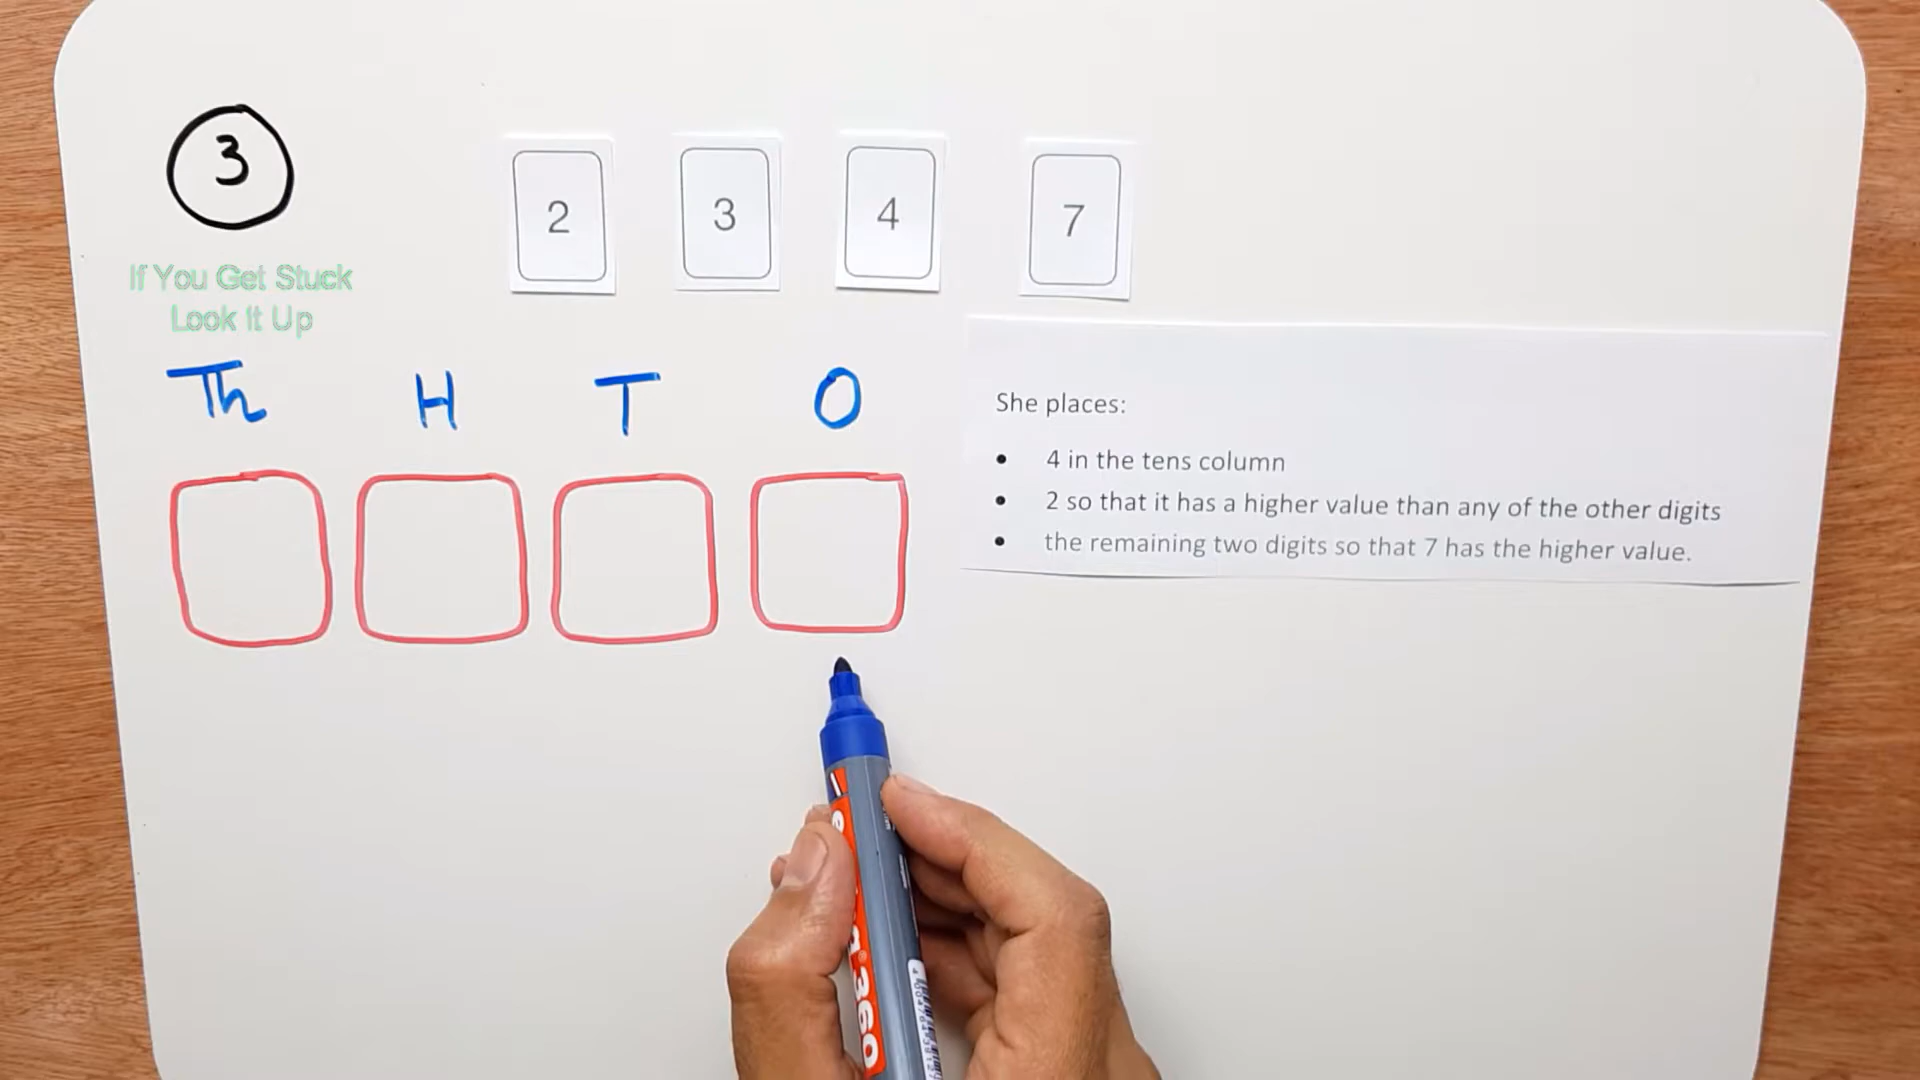 3
2 3 4 7
If You Get Stuck
Look It Up
Th H T O
She places:
• 4 in the tens column
• 2 so that it has a higher value than any of the other digits
• the remaining two digits so that 7 has the higher value.
360